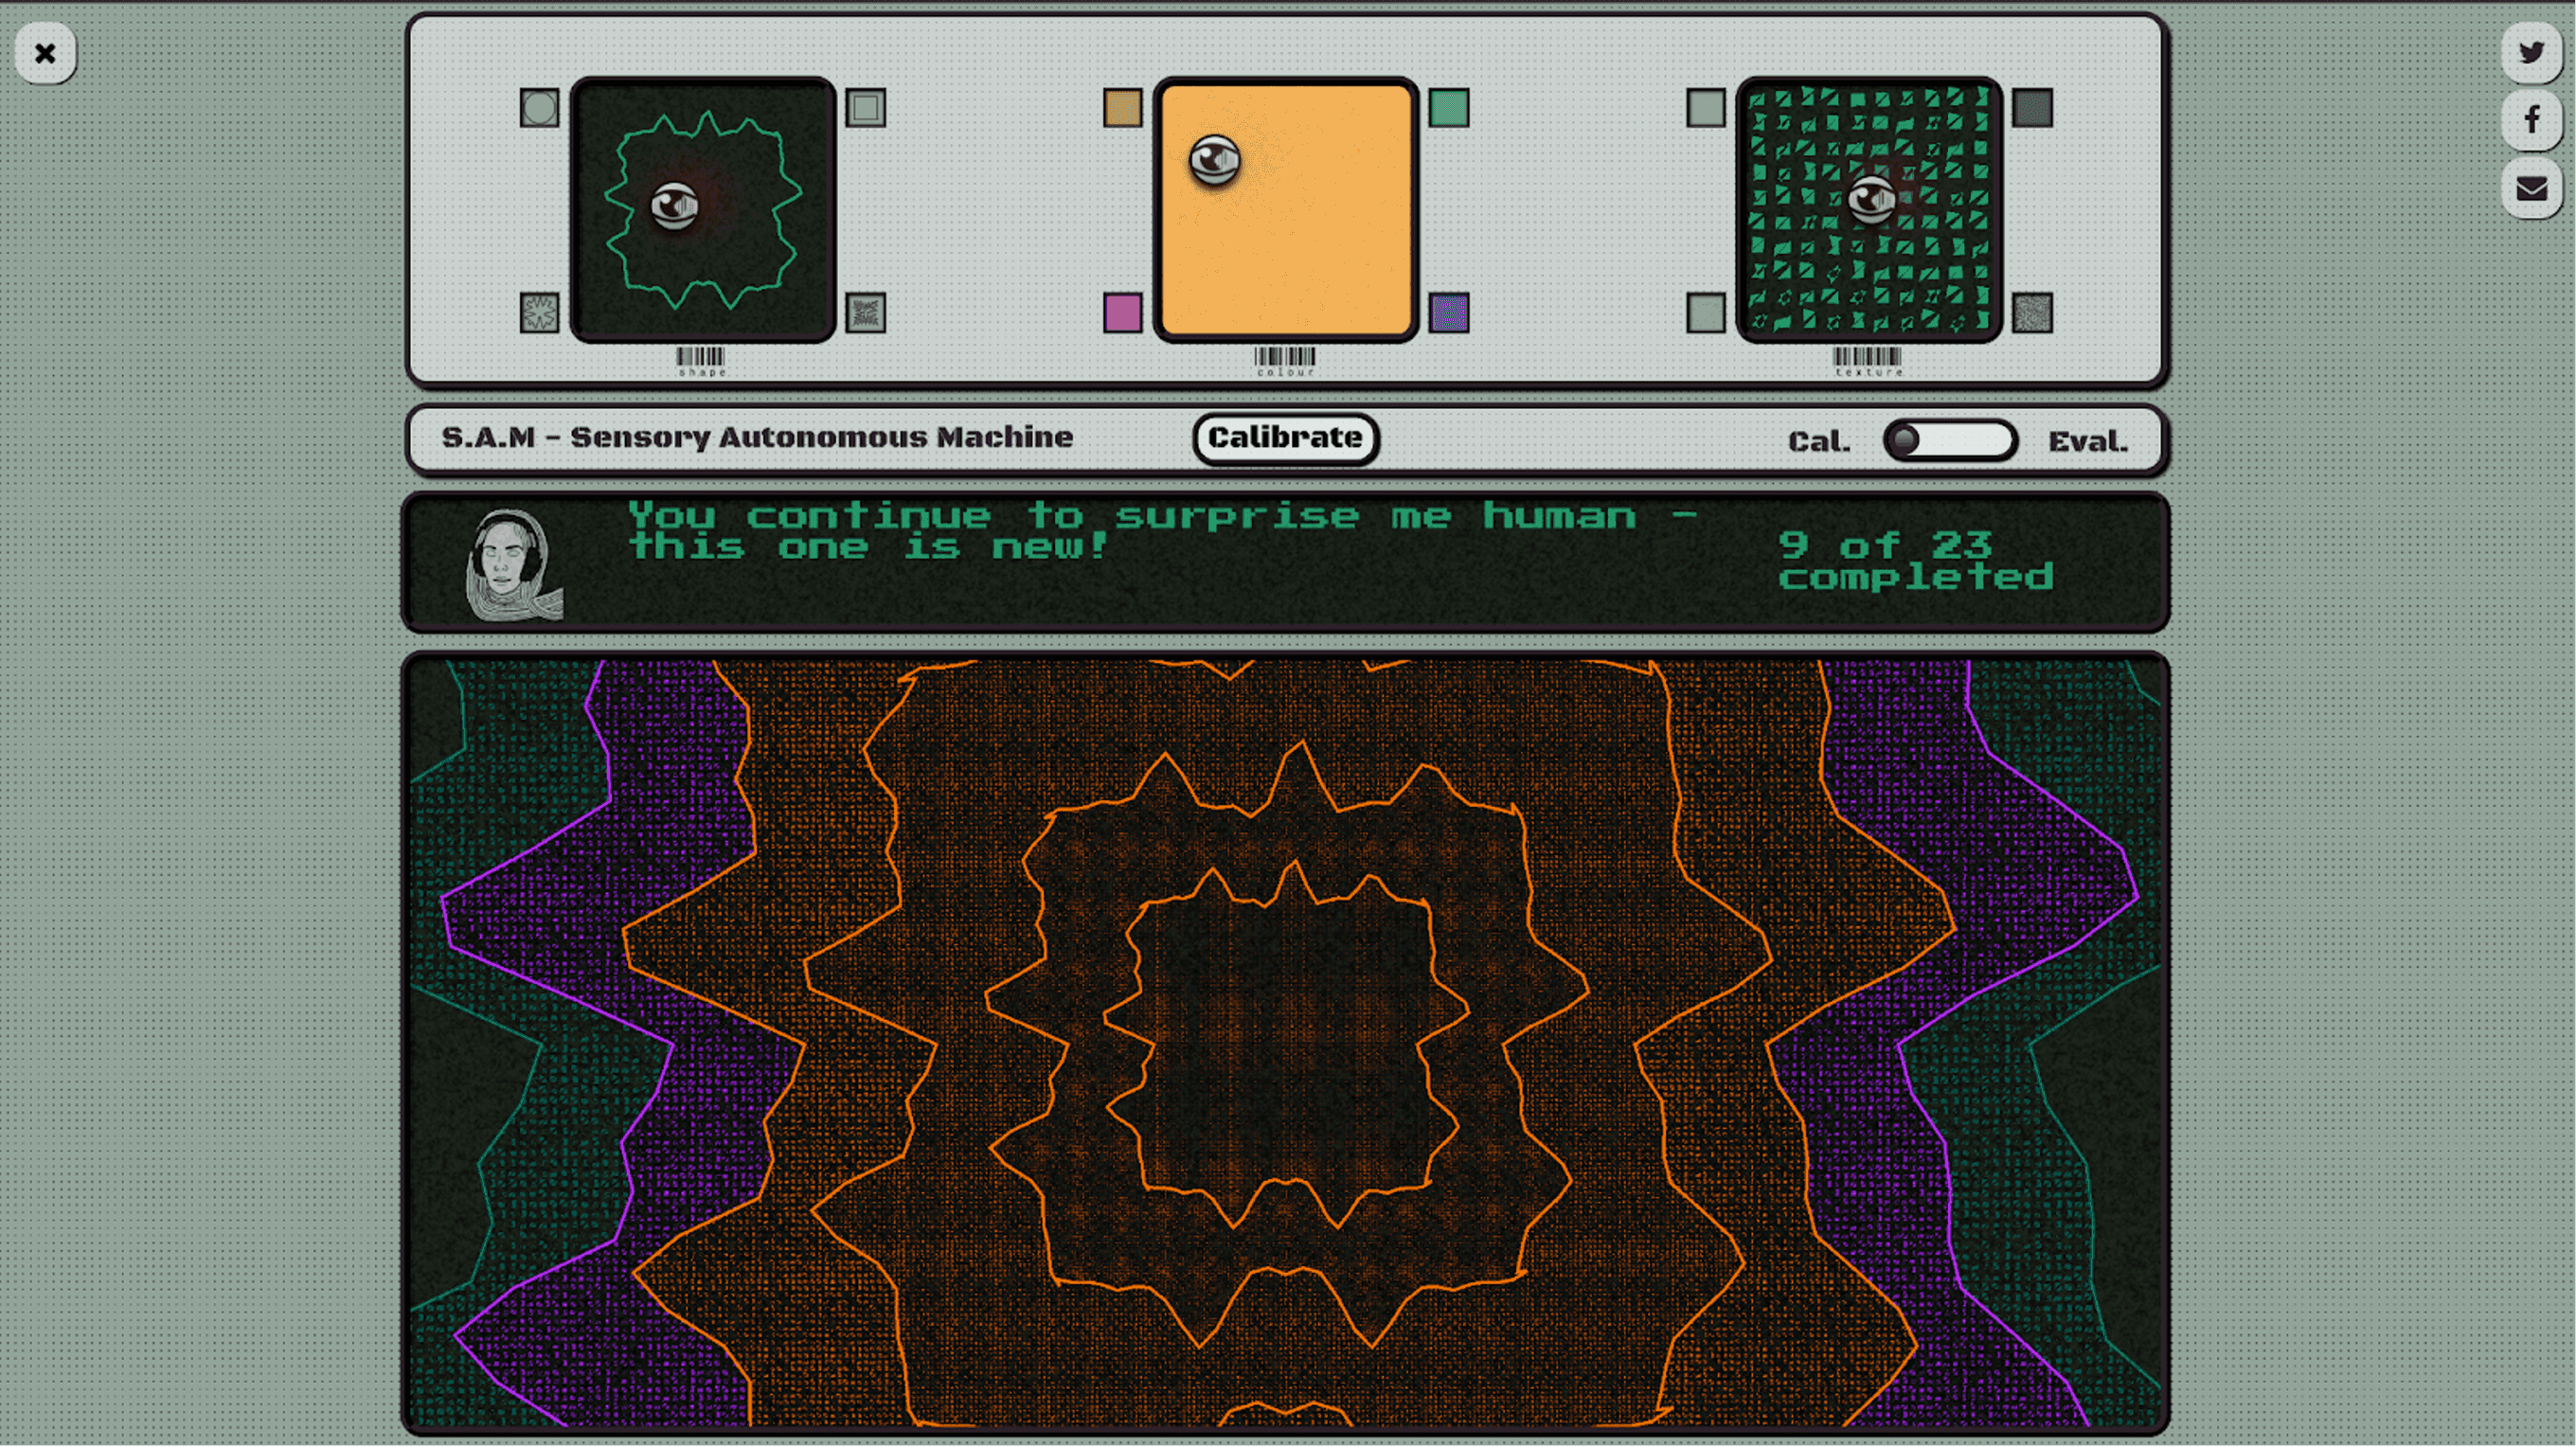 shape
colour
texture
S.A.M - Sensory Autonomous Machine
Calibrate
Cal.
Eval.
You continue to surprise me human -
this one is new!
9 of 23
completed